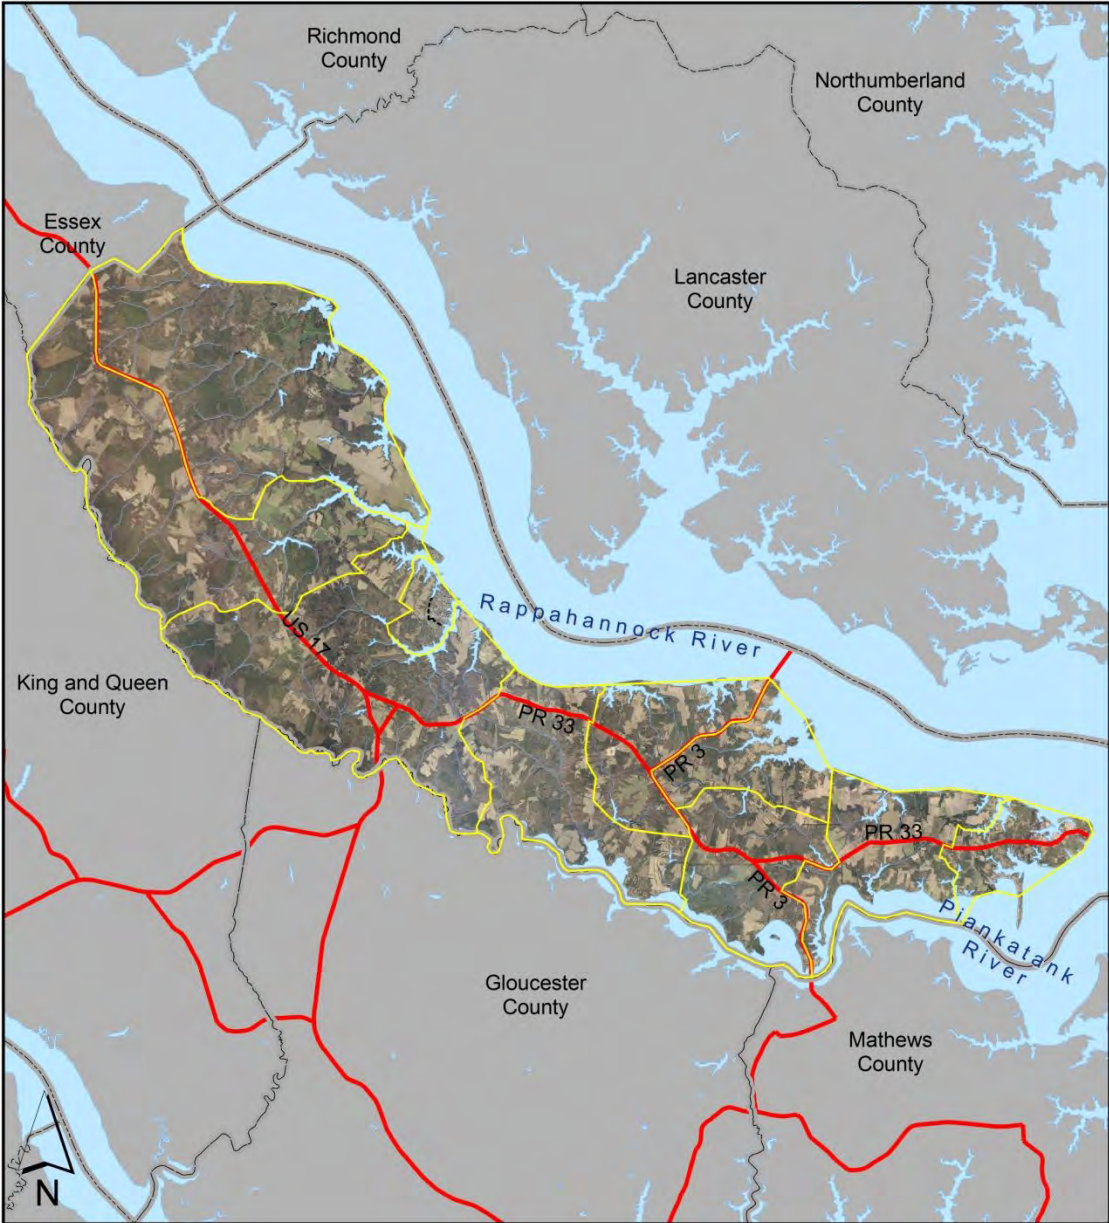 Richmond
County
Northumberland
County
Essex
County
Lancaster
County
Rappahannock River
US 17
King and Queen
County
PR 33
PR 3
PR 33
PR 3
Piankatank
River
Gloucester
County
Mathews
County
N